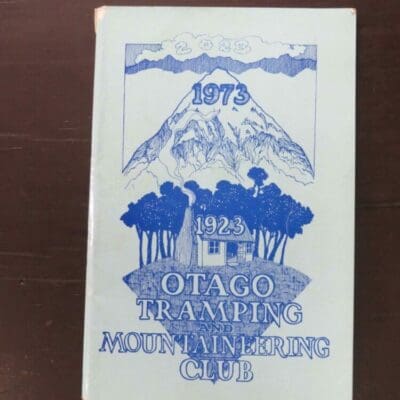 2023
1973
1923
OTAGO
TRAMPING
AND
MOUNTAINEERING
CLUB